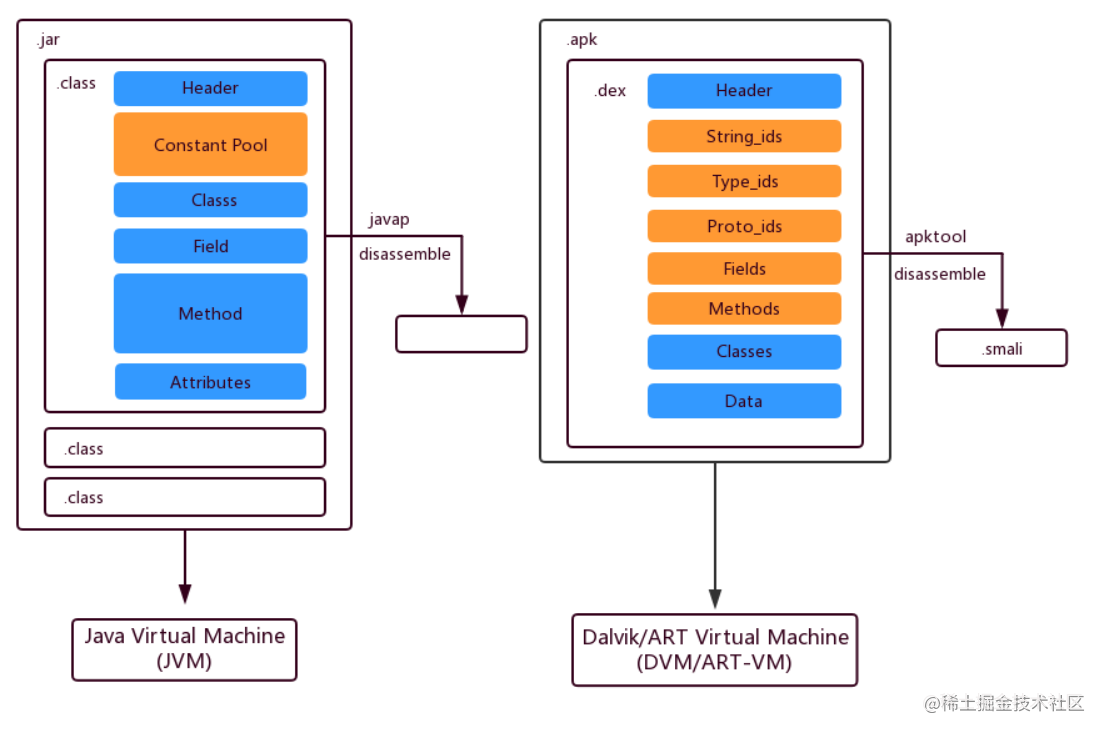 .jar
.class
Header
Constant Pool
Classs
Field
Method
Attributes
.class
.class
javap
disassemble
Java Virtual Machine
(JVM)
.apk
.dex
Header
String_ids
Type_ids
Proto_ids
Fields
Methods
Classes
Data
apktool
disassemble
.smali
Dalvik/ART Virtual Machine
(DVM/ART-VM)
@稀土掘金技术社区